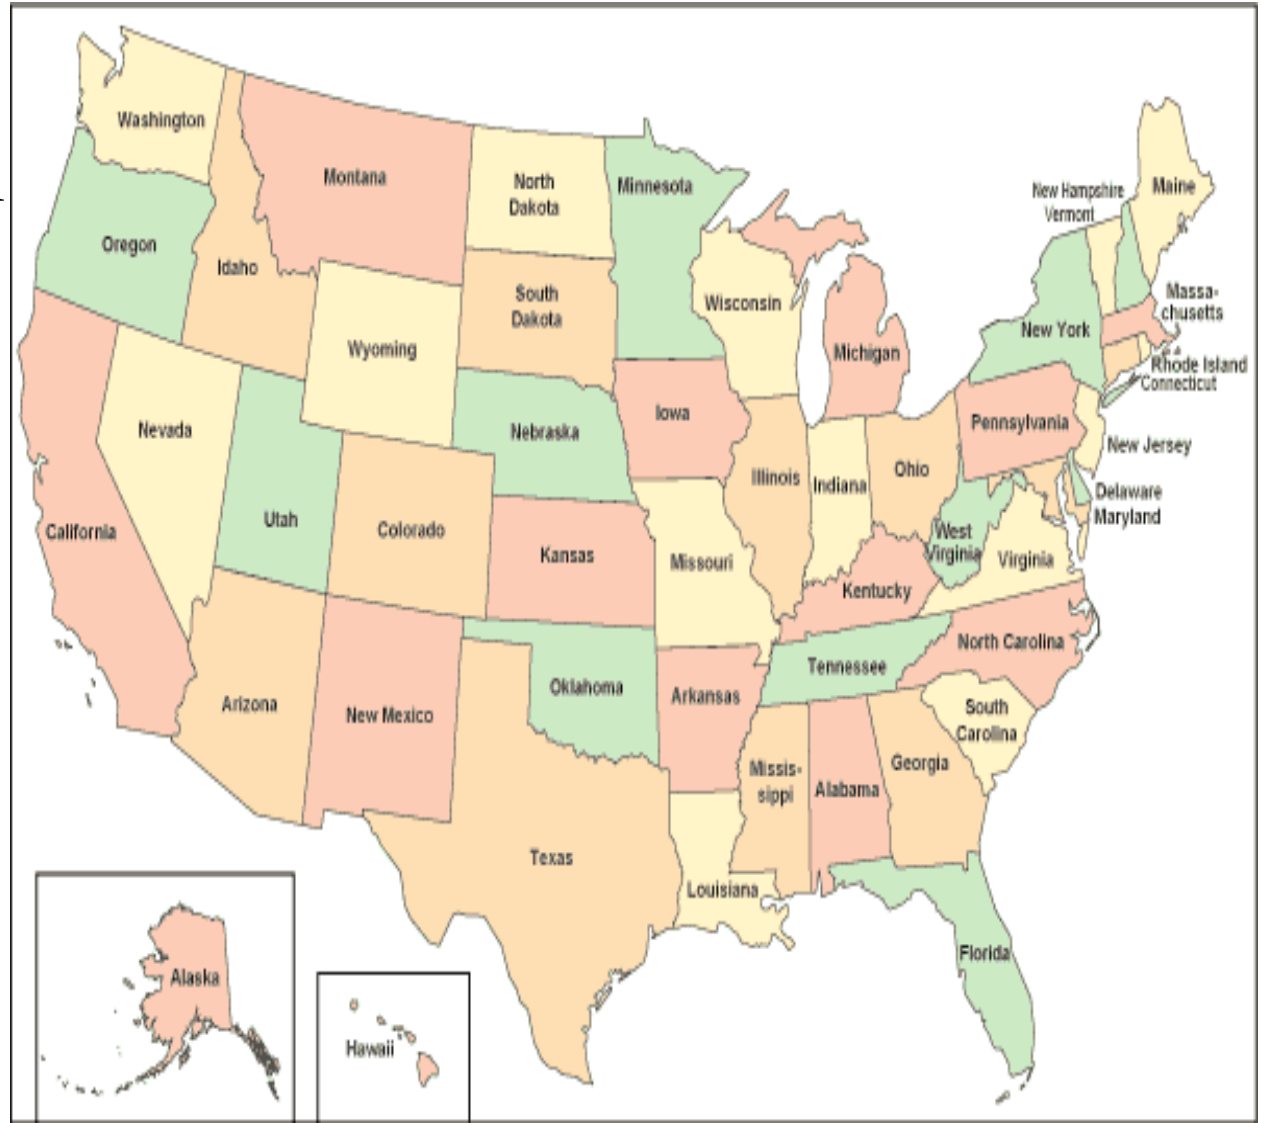 Washington
Oregon
Idaho
Montana
North
Dakota
Minnesota
South
Dakota
Wyoming
Wisconsin
Michigan
New Hampshire
Vermont
Maine
Massa-
chusetts
New York
Rhode Island
Connecticut
Pennsylvania
New Jersey
Delaware
Maryland
Nevada
Utah
Colorado
Nebraska
Iowa
Illinois
Indiana
Ohio
West
Virginia
Virginia
California
Kansas
Missouri
Kentucky
North Carolina
Tennessee
South
Carolina
Arizona
New Mexico
Oklahoma
Arkansas
Missis-
sippi
Alabama
Georgia
Texas
Louisiana
Florida
Alaska
Hawaii